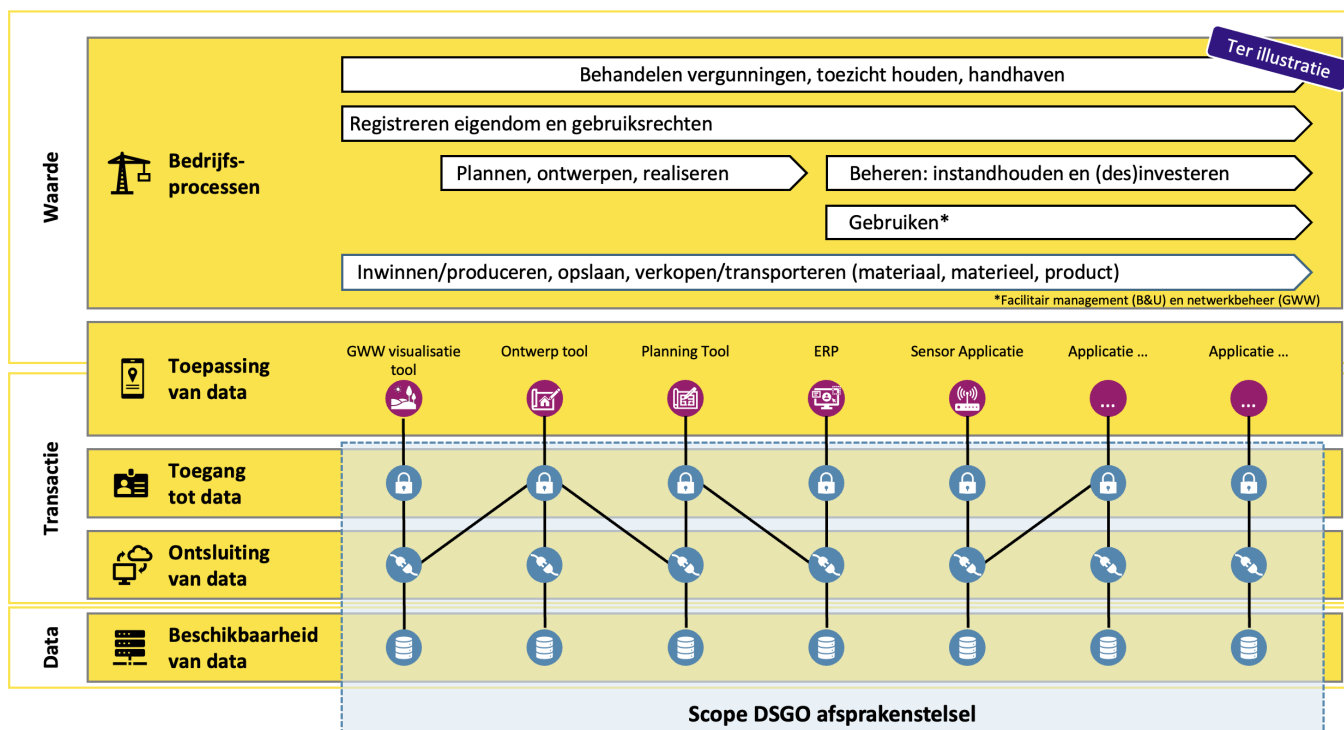 Ter illustratie
Waarde
Bedrijfs-
processen
Behandelen vergunningen, toezicht houden, handhaven
Registreren eigendom en gebruiksrechten
Plannen, ontwerpen, realiseren
Beheren: instandhouden en (des)investeren
Gebruiken*
Inwinnen/produceren, opslaan, verkopen/transporteren (materiaal, materieel, product)
*Facilitair management (B&U) en netwerkbeheer (GWW)
Toepassing
van data
GWW visualisatie
tool
Ontwerp tool
Planning Tool
ERP
Sensor Applicatie
Applicatie ...
Applicatie ...
...
...
Transactie
Toegang
tot data
Ontsluiting
van data
Data
Beschikbaarheid
van data
Scope DSGO afsprakenstelsel